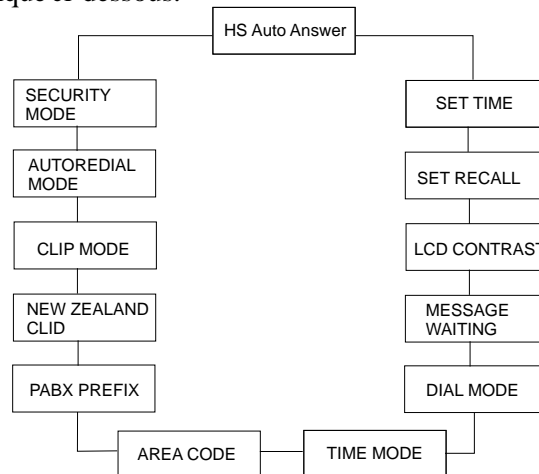 HS Auto Answer
SECURITY
MODE
SET TIME
AUTOREDIAL
MODE
SET RECALL
CLIP MODE
LCD CONTRAST
NEW ZEALAND
CLID
MESSAGE
WAITING
PABX PREFIX
DIAL MODE
AREA CODE
TIME MODE